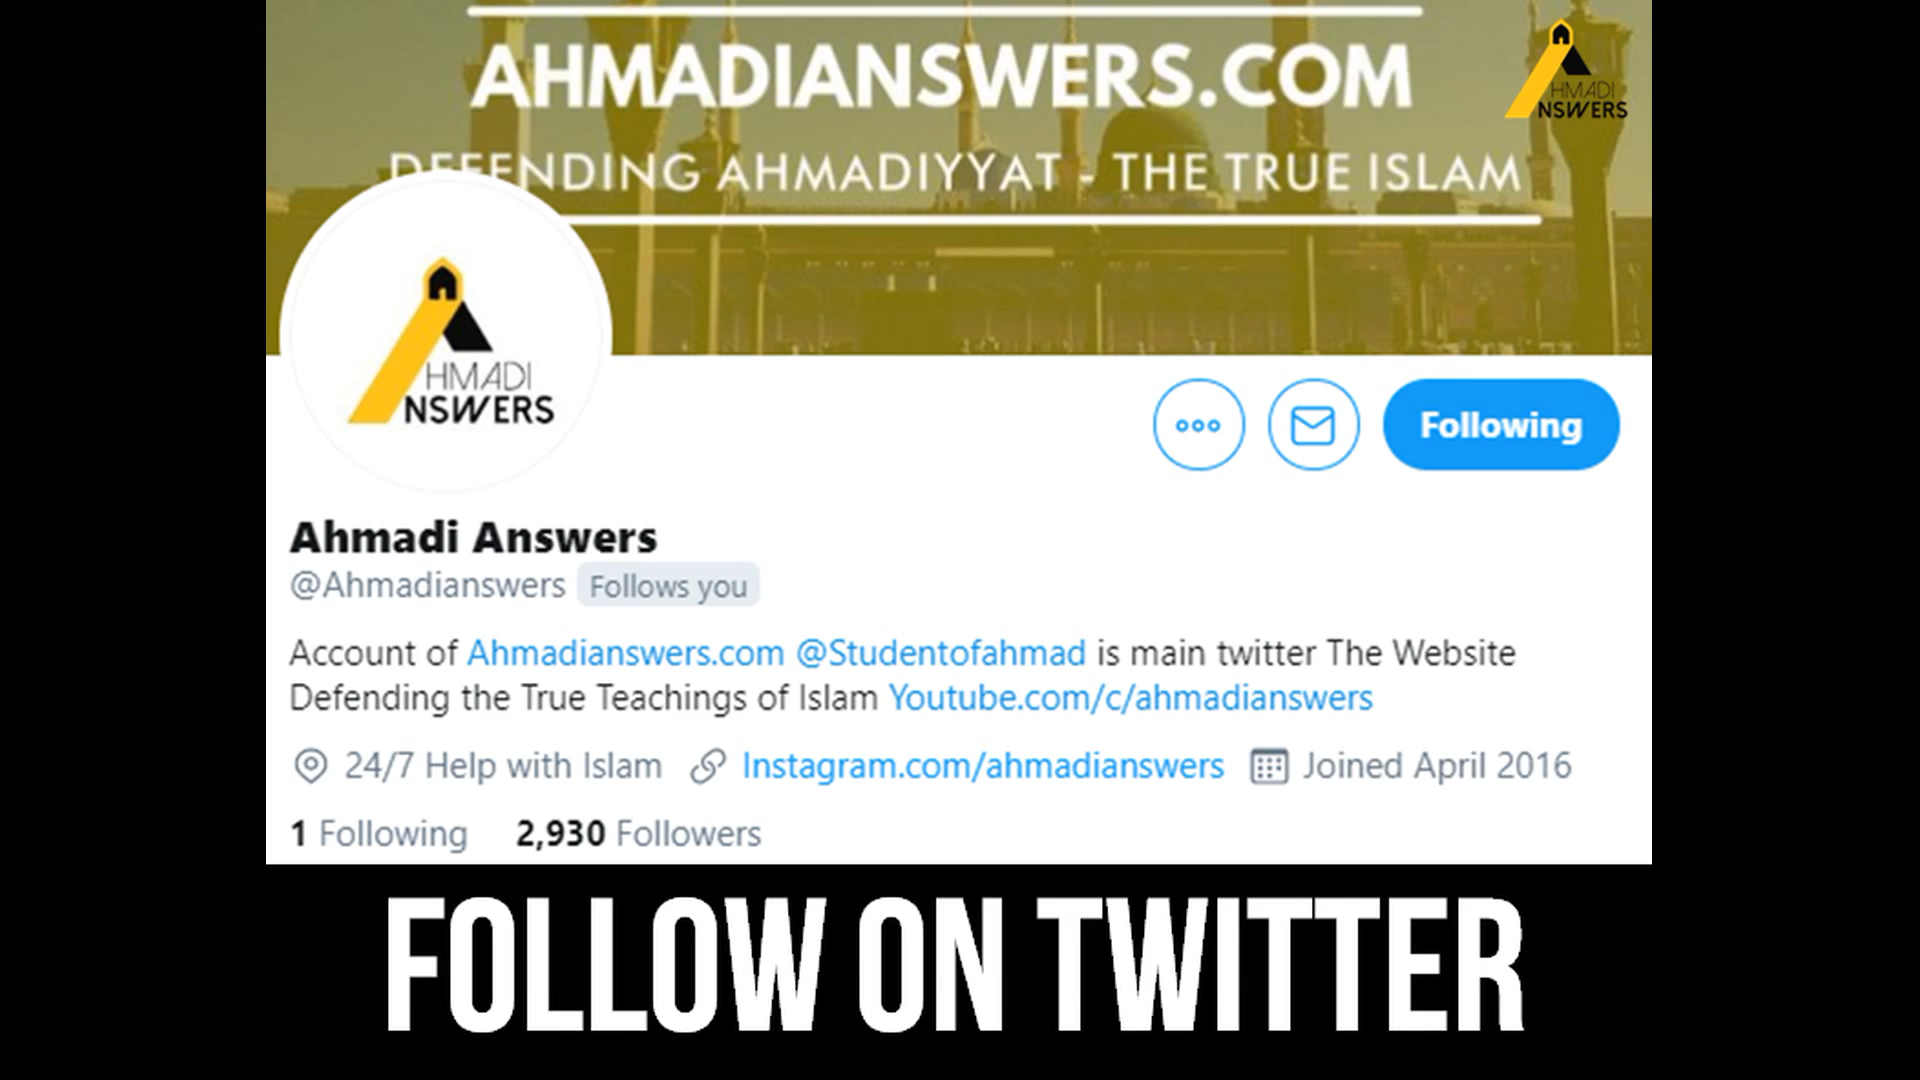 AHMADIANSWERS.COM
HMADI
NSWERS
DEFENDING AHMADIYYAT - THE TRUE ISLAM
HMADI
NSWERS
Following
Ahmadi Answers
@Ahmadianswers Follows you
Account of Ahmadianswers.com @Studentofahmad is main twitter The Website
Defending the True Teachings of Islam Youtube.com/c/ahmadianswers
24/7 Help with Islam Instagram.com/ahmadianswers Joined April 2016
1 Following 2,930 Followers
FOLLOW ON TWITTER